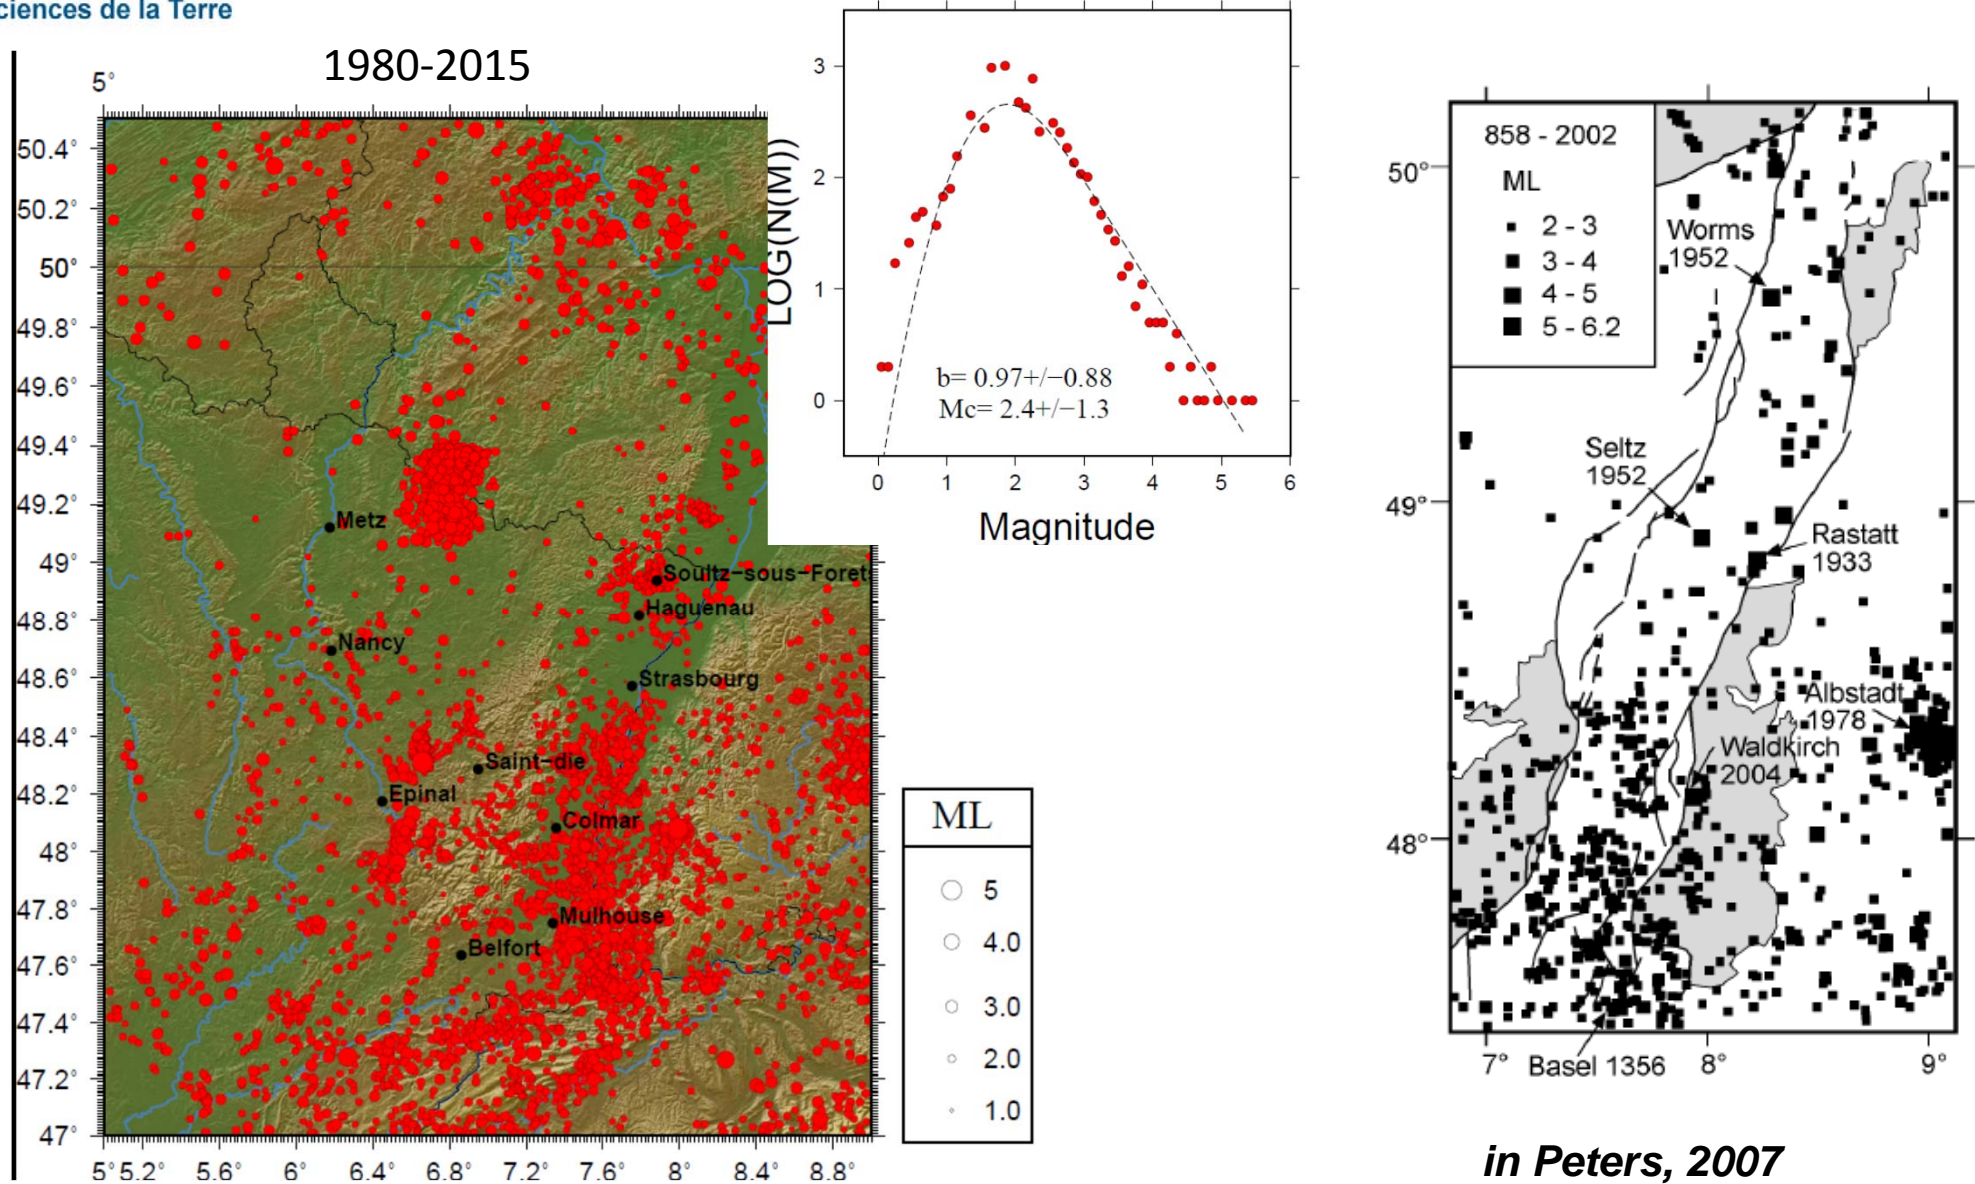 ciences de la Terre
1980-2015
5°
50.4°
50.2°
50°
49.8°
49.6°
49.4°
49.2°
49°
48.8°
48.6°
48.4°
48.2°
48°
47.8°
47.6°
47.4°
47.2°
47°
5° 5.2° 5.6° 6° 6.4° 6.8° 7.2° 7.6° 8° 8.4° 8.8°
Metz
Soultz-sous-Foret
Haguenau
Nancy
Strasbourg
Saint-die
Epinal
Colmar
Mulhouse
Belfort
LOG(N(M))
3
2
1
0
b= 0.97+/−0.88
Mc= 2.4+/−1.3
0 1 2 3 4 5 6
Magnitude
ML
5
4.0
3.0
2.0
1.0
858 - 2002
ML
2 - 3
3 - 4
4 - 5
5 - 6.2
50°
49°
48°
Worms
1952
Seltz
1952
Rastatt
1933
Albstadt
1978
Waldkirch
2004
7° Basel 1356 8° 9°
in Peters, 2007